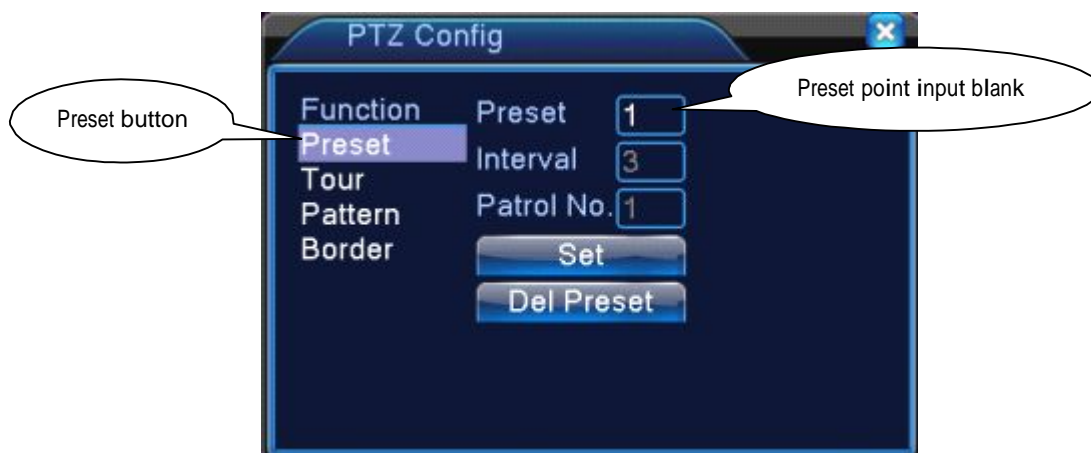 PTZ Config
Preset button
Preset point input blank
Function
Preset
Tour
Pattern
Border
Preset 1
Interval 3
Patrol No. 1
Set
Del Preset